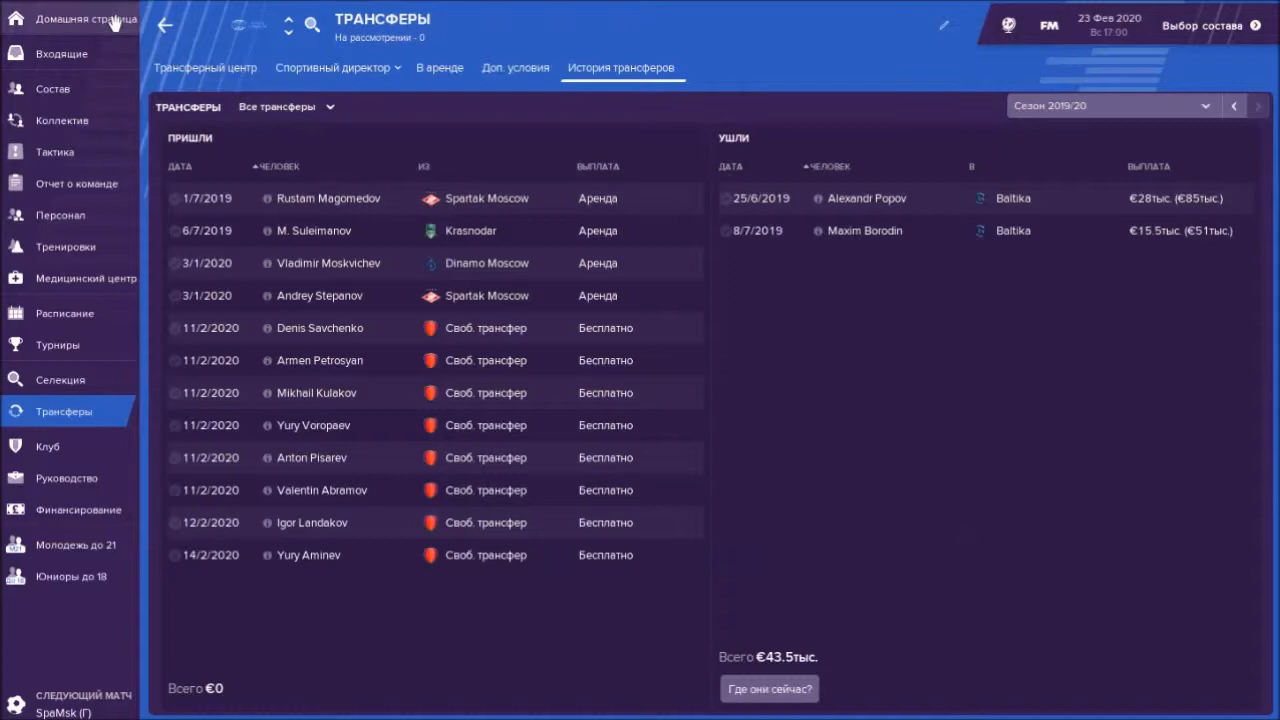 Домашняя страница
Входящие
Состав
Коллектив
Тактика
Отчет о команде
Персонал
Тренировки
Медицинский центр
Расписание
Турниры
Селекция
Трансферы
Клуб
Руководство
Финансирование
Молодежь до 21
Юниоры до 18
СЛЕДУЮЩИЙ МАТЧ
SpaMsk (Г)
ТРАНСФЕРЫ
На рассмотрении - 0
FM
23 Фев 2020
Вс 17:00
Выбор состава
Трансферный центр Спортивный директор В аренде Доп. условия История трансферов
ТРАНСФЕРЫ Все трансферы
Сезон 2019/20
ПРИШЛИ
ДАТА ЧЕЛОВЕК ИЗ ВЫПЛАТА
1/7/2019 Rustam Magomedov Spartak Moscow Аренда
6/7/2019 M. Suleimanov Krasnodar Аренда
3/1/2020 Vladimir Moskvichev Dinamo Moscow Аренда
3/1/2020 Andrey Stepanov Spartak Moscow Аренда
11/2/2020 Denis Savchenko Своб. трансфер Бесплатно
11/2/2020 Armen Petrosyan Своб. трансфер Бесплатно
11/2/2020 Mikhail Kulakov Своб. трансфер Бесплатно
11/2/2020 Yury Voropaev Своб. трансфер Бесплатно
11/2/2020 Anton Pisarev Своб. трансфер Бесплатно
11/2/2020 Valentin Abramov Своб. трансфер Бесплатно
12/2/2020 Igor Landakov Своб. трансфер Бесплатно
14/2/2020 Yury Aminev Своб. трансфер Бесплатно
Всего €0
УШЛИ
ДАТА ЧЕЛОВЕК В ВЫПЛАТА
25/6/2019 Alexandr Popov Baltika €28тыс. (€85тыс.)
8/7/2019 Maxim Borodin Baltika €15.5тыс. (€51тыс.)
Всего €43.5тыс.
Где они сейчас?